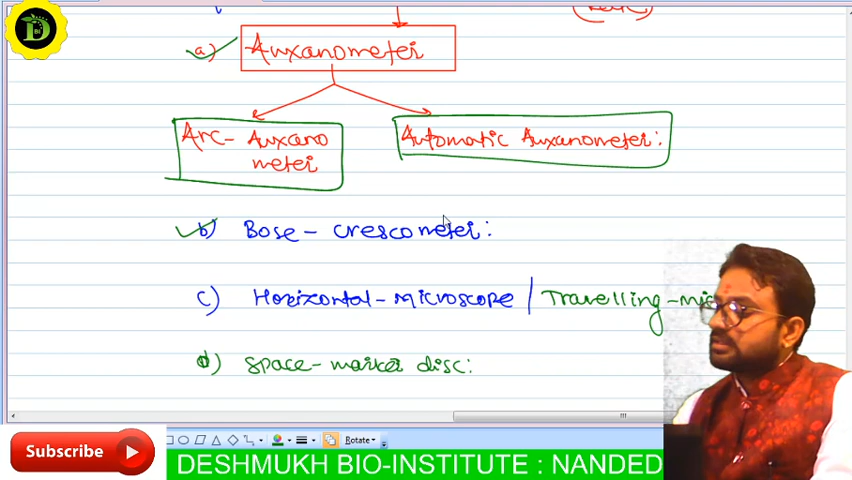 a) Auxanometer
Arc- Auxano
meter
Automatic Auxanometer:
b) Bose - crescometer:
c) Horizontal-microscope / Travelling-mic
d) Space-marker disc:
Rotate
Subscribe
DESHMUKH BIO-INSTITUTE : NANDED